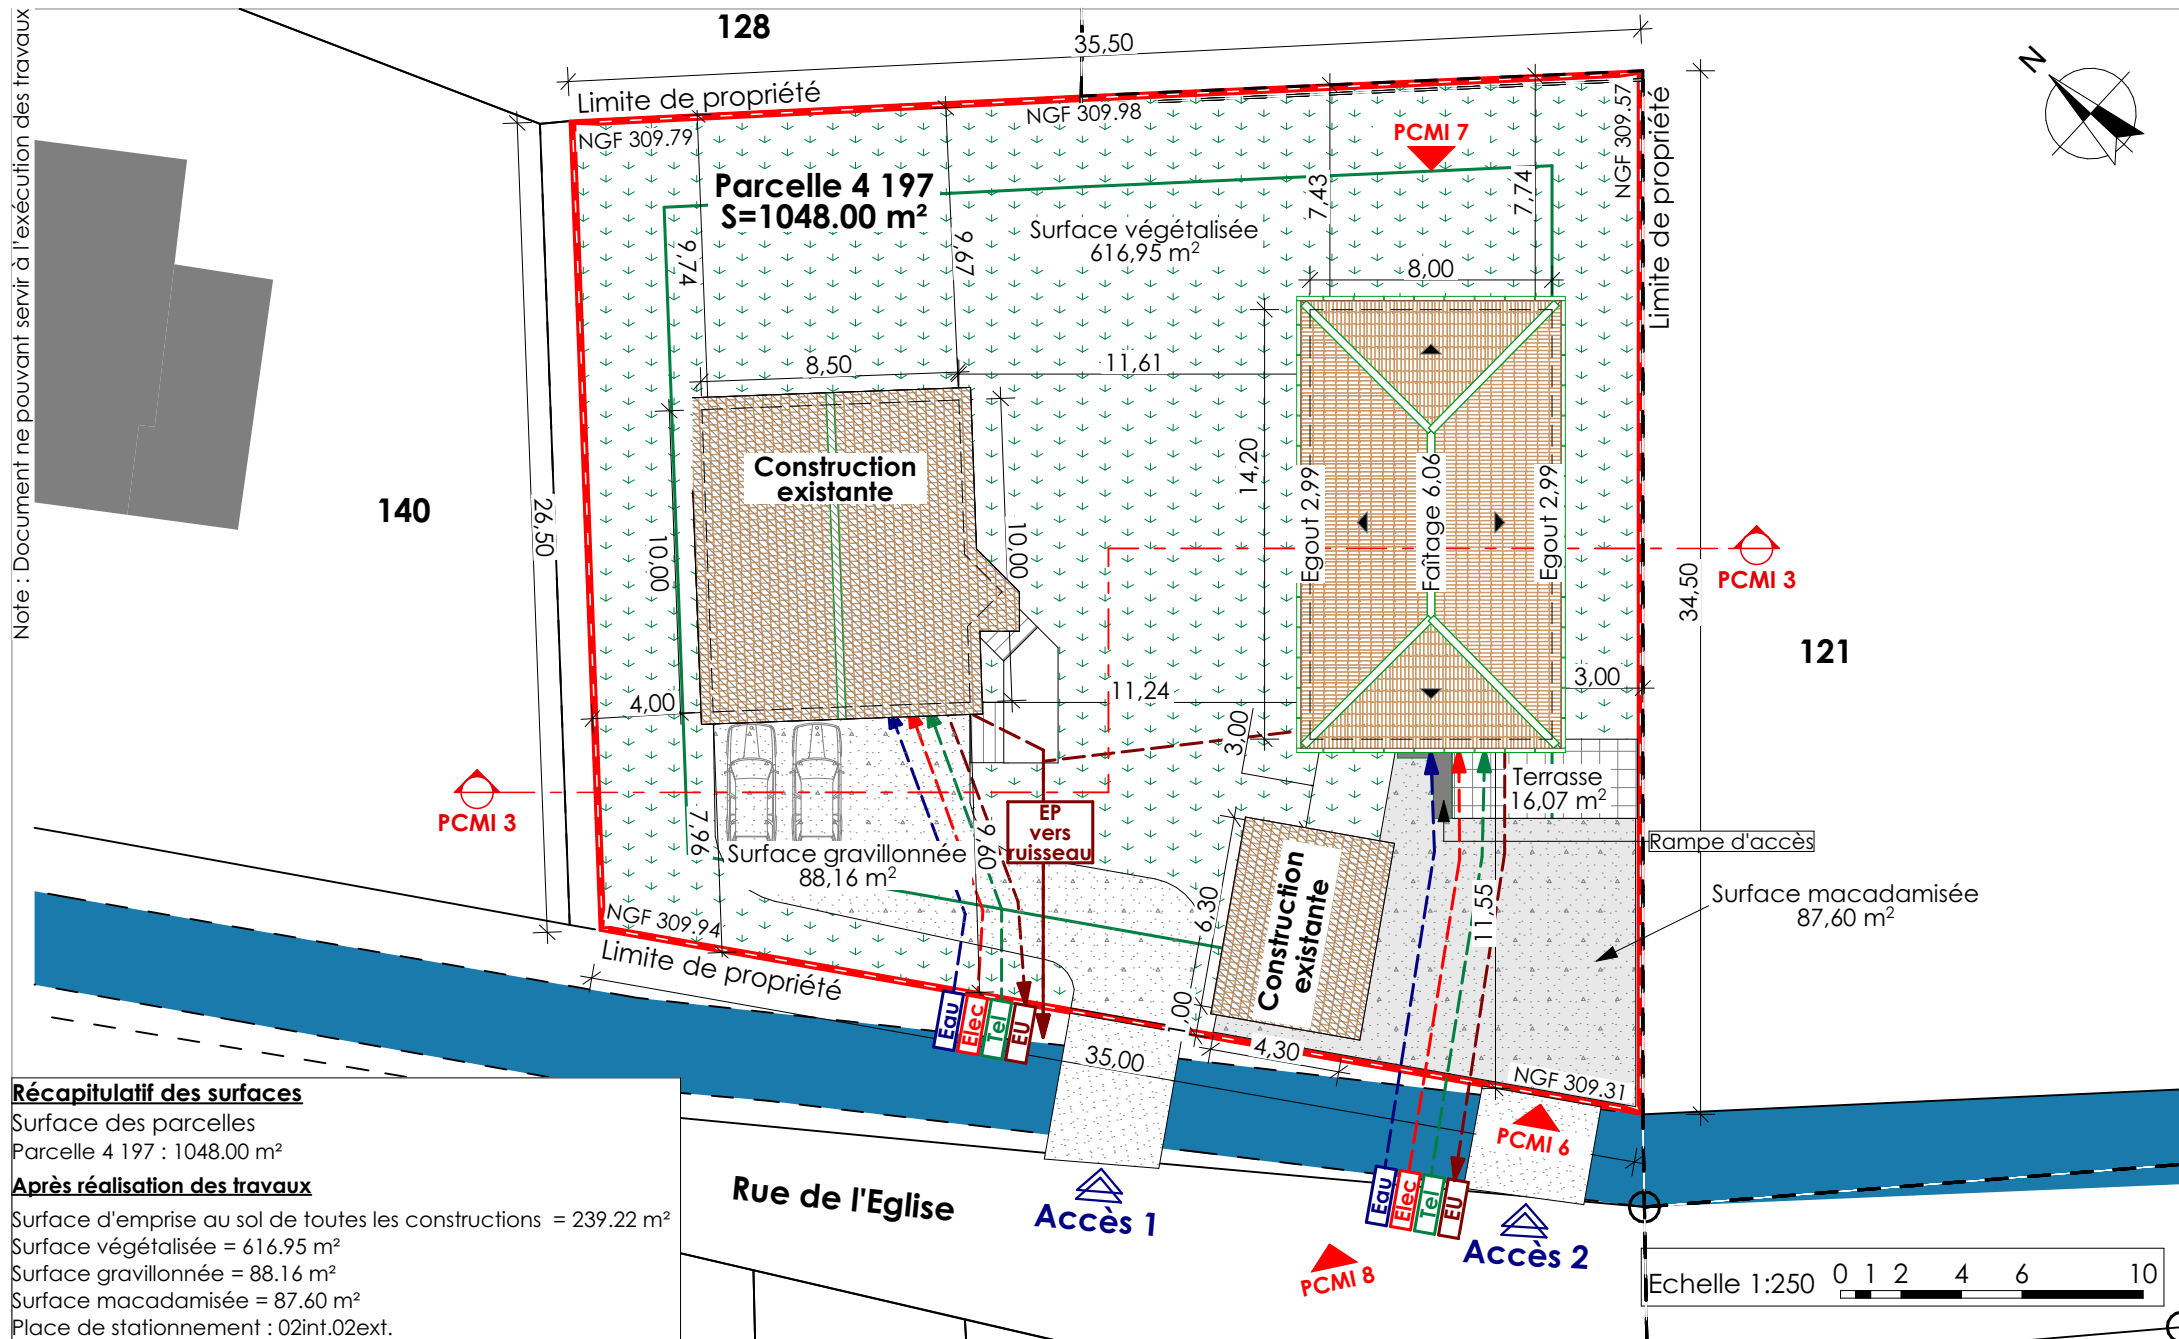 Note : Document ne pouvant servir à l'exécution des travaux
128
35,50
N
Limite de propriété
NGF 309.79
NGF 309.98
NGF 309.57
Limite de propriété
PCMI 7
Parcelle 4 197
S=1048.00 m²
9,74
9,67
Surface végétalisée
616,95 m²
7,43
7,74
8,00
8,50
11,61
140
26,50
Construction
existante
10,00
10,00
14,20
Egout 2,99
Faîtage 6,06
Egout 2,99
PCMI 3
34,50
121
4,00
11,24
3,00
3,00
PCMI 3
7,96
9,60
EP
vers
ruisseau
Terrasse
16,07 m²
Rampe d'accès
Surface gravillonnée
88,16 m²
6,30
Construction
existante
11,55
Surface macadamisée
87,60 m²
NGF 309.94
Limite de propriété
Eau
Elec
Tel
EU
1,00
35,00
4,30
NGF 309.31
PCMI 6
Eau
Elec
Tel
EU
Rue de l'Eglise
Accès 1
Accès 2
PCMI 8
Echelle 1:250
0 1 2 4 6 10
Récapitulatif des surfaces
Surface des parcelles
Parcelle 4 197 : 1048.00 m²
Après réalisation des travaux
Surface d'emprise au sol de toutes les constructions = 239.22 m²
Surface végétalisée = 616.95 m²
Surface gravillonnée = 88.16 m²
Surface macadamisée = 87.60 m²
Place de stationnement : 02int.02ext.